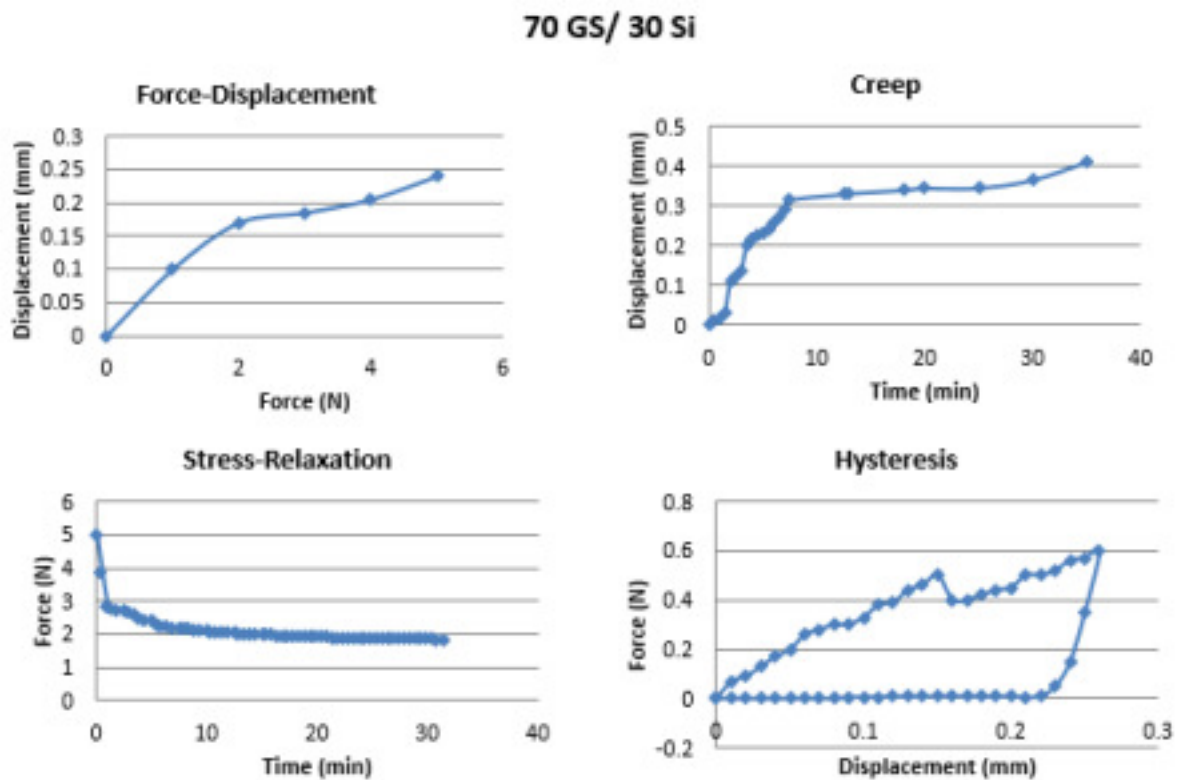 70 GS/ 30 Si
Force-Displacement
Displacement (mm)
0.3
0.25
0.2
0.15
0.1
0.05
0
0 2 4 6
Force (N)
Creep
Displacement (mm)
0.5
0.4
0.3
0.2
0.1
0
0 10 20 30 40
Time (min)
Stress-Relaxation
Force (N)
6
5
4
3
2
1
0
0 10 20 30 40
Time (min)
Hysteresis
Force (N)
0.8
0.6
0.4
0.2
0
-0.2
0 0.1 0.2 0.3
Displacement (mm)